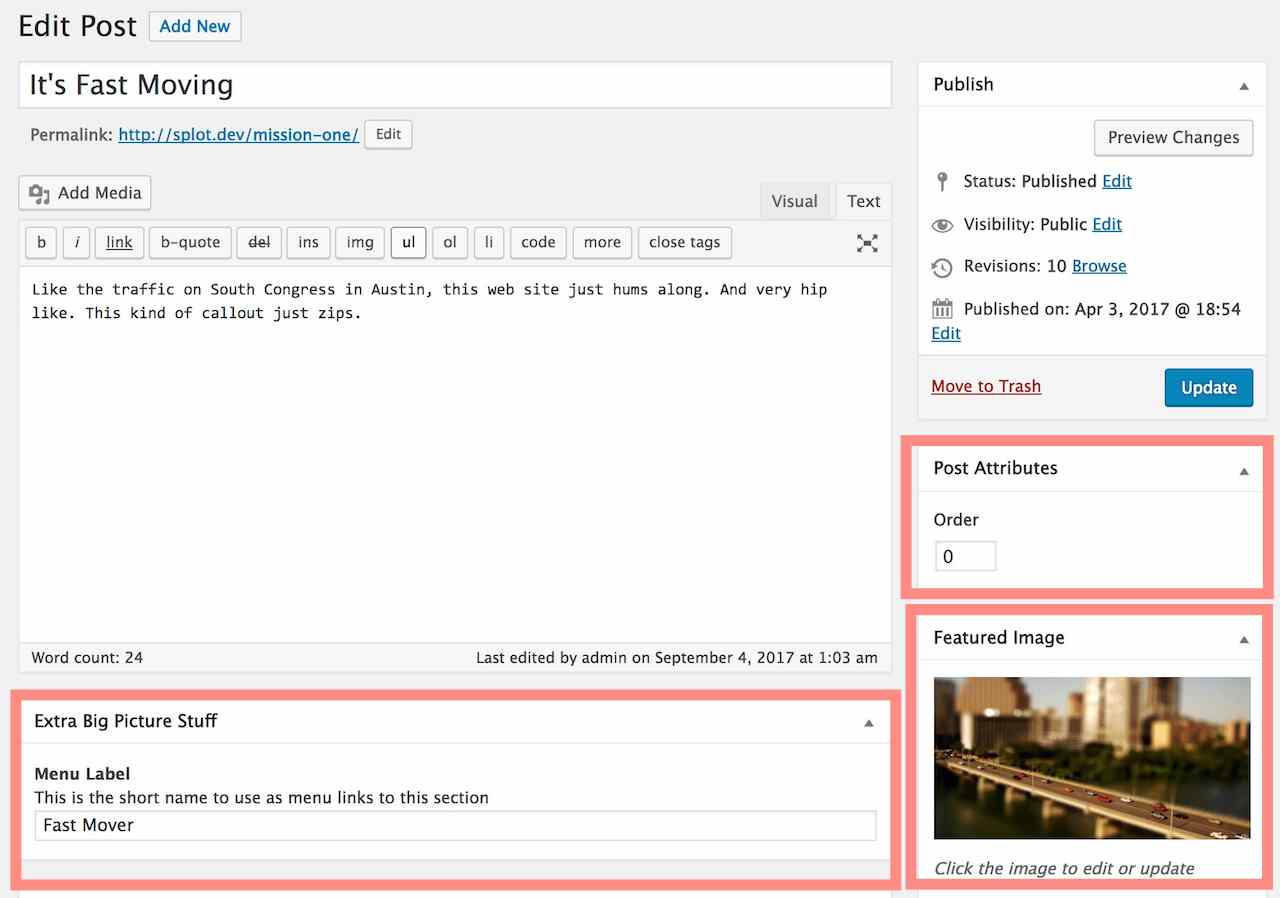 Edit Post Add New
It's Fast Moving
Permalink: http://splot.dev/mission-one/ Edit
Add Media
Visual Text
b i link b-quote del ins img ul ol li code more close tags
Like the traffic on South Congress in Austin, this web site just hums along. And very hip
like. This kind of callout just zips.
Word count: 24 Last edited by admin on September 4, 2017 at 1:03 am
Extra Big Picture Stuff
Menu Label
This is the short name to use as menu links to this section
Fast Mover
Publish
Preview Changes
Status: Published Edit
Visibility: Public Edit
Revisions: 10 Browse
Published on: Apr 3, 2017 @ 18:54
Edit
Move to Trash Update
Post Attributes
Order
0
Featured Image
Click the image to edit or update